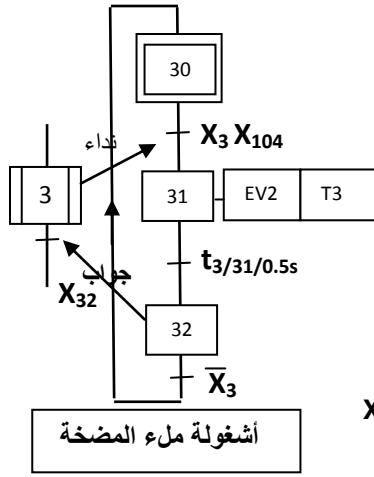 30
نداء
X₃ X₁₀₄
3
31
EV2
T3
t₃/₃₁/₀.₅ₛ
جواب
X₃₂
32
X̅₃
X
أشغولة ملء المضخة